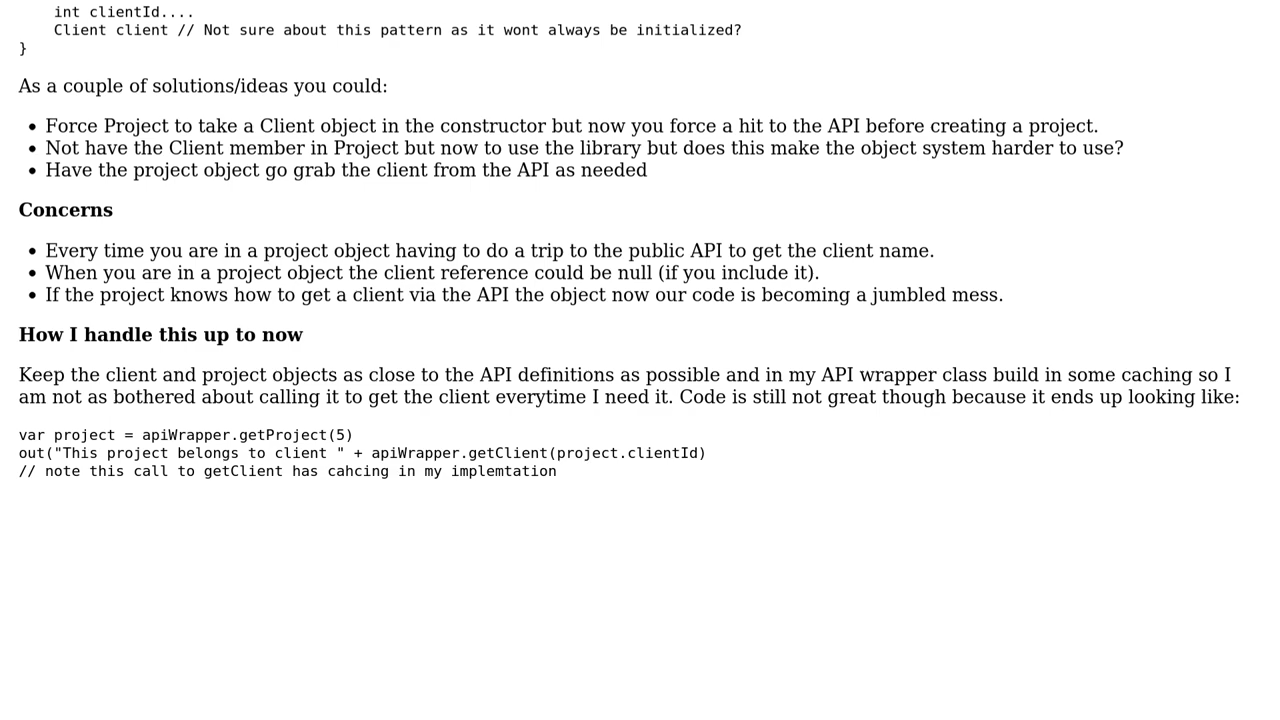 int clientId....
Client client // Not sure about this pattern as it wont always be initialized?
}
As a couple of solutions/ideas you could:
• Force Project to take a Client object in the constructor but now you force a hit to the API before creating a project.
• Not have the Client member in Project but now to use the library but does this make the object system harder to use?
• Have the project object go grab the client from the API as needed
Concerns
• Every time you are in a project object having to do a trip to the public API to get the client name.
• When you are in a project object the client reference could be null (if you include it).
• If the project knows how to get a client via the API the object now our code is becoming a jumbled mess.
How I handle this up to now
Keep the client and project objects as close to the API definitions as possible and in my API wrapper class build in some caching so I
am not as bothered about calling it to get the client everytime I need it. Code is still not great though because it ends up looking like:
var project = apiWrapper.getProject(5)
out("This project belongs to client " + apiWrapper.getClient(project.clientId)
// note this call to getClient has cahcing in my implemtation